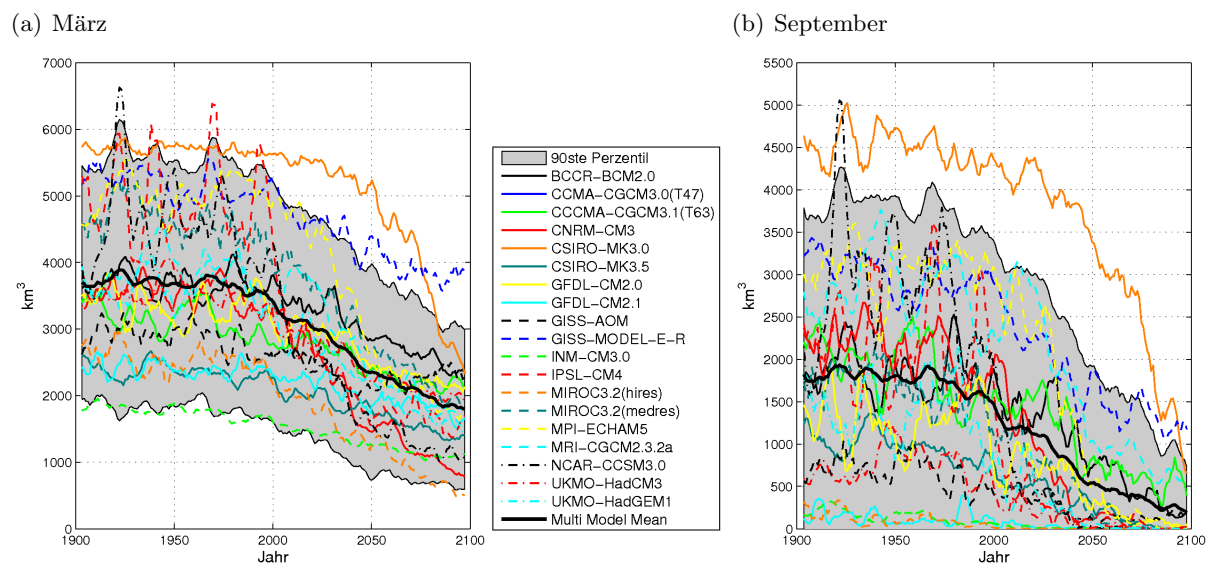 (a) März
(b) September
7000
6000
5000
4000
3000
2000
1000
0
km³
1900
1950
2000
2050
2100
Jahr
90ste Perzentil
BCCR−BCM2.0
CCMA−CGCM3.0(T47)
CCCMA−CGCM3.1(T63)
CNRM−CM3
CSIRO−MK3.0
CSIRO−MK3.5
GFDL−CM2.0
GFDL−CM2.1
GISS−AOM
GISS−MODEL−E−R
INM−CM3.0
IPSL−CM4
MIROC3.2(hires)
MIROC3.2(medres)
MPI−ECHAM5
MRI−CGCM2.3.2a
NCAR−CCSM3.0
UKMO−HadCM3
UKMO−HadGEM1
Multi Model Mean
5500
5000
4500
4000
3500
3000
2500
2000
1500
1000
500
0
km³
1900
1950
2000
2050
2100
Jahr